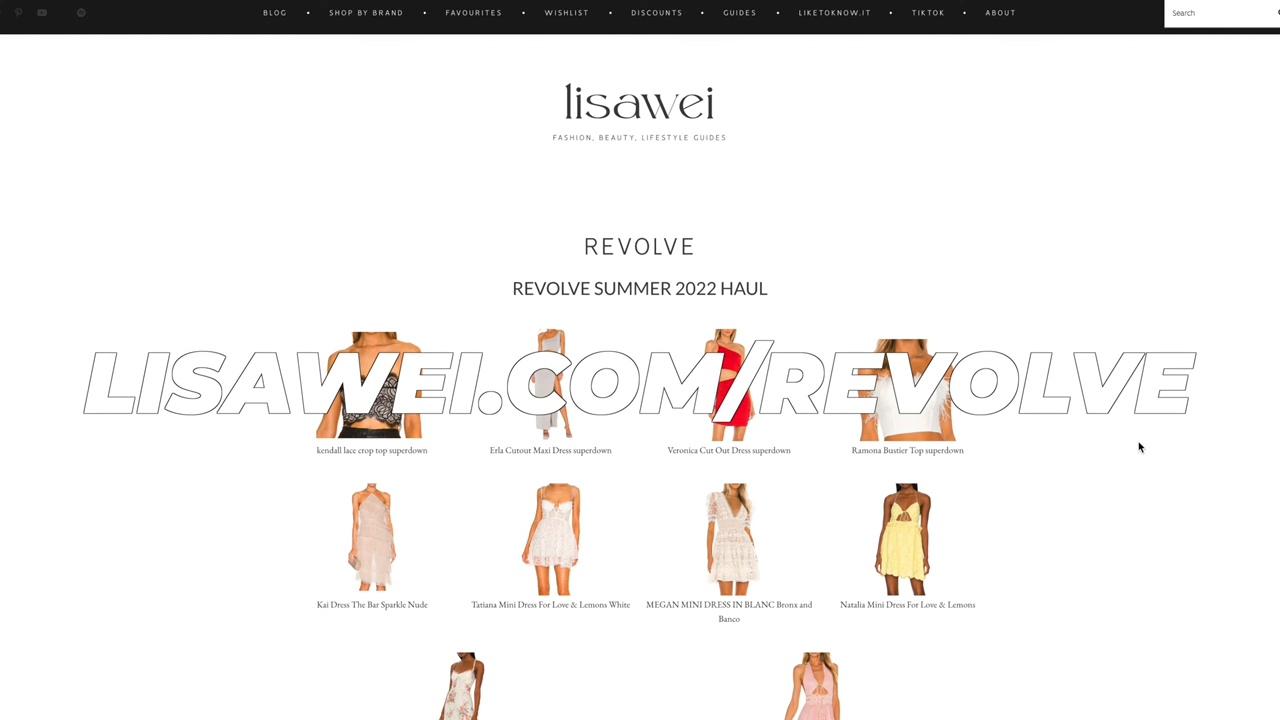 BLOG • SHOP BY BRAND • FAVOURITES • WISHLIST • DISCOUNTS • GUIDES • LIKETOKNOW.IT • TIKTOK • ABOUT
Search
lisawei
FASHION, BEAUTY, LIFESTYLE GUIDES
REVOLVE
REVOLVE SUMMER 2022 HAUL
LISAWEI.COM/REVOLVE
kendall lace crop top superdown
Erla Cutout Maxi Dress superdown
Veronica Cut Out Dress superdown
Ramona Bustier Top superdown
Kai Dress The Bar Sparkle Nude
Tatiana Mini Dress For Love & Lemons White
MEGAN MINI DRESS IN BLANC Bronx and
Banco
Natalia Mini Dress For Love & Lemons